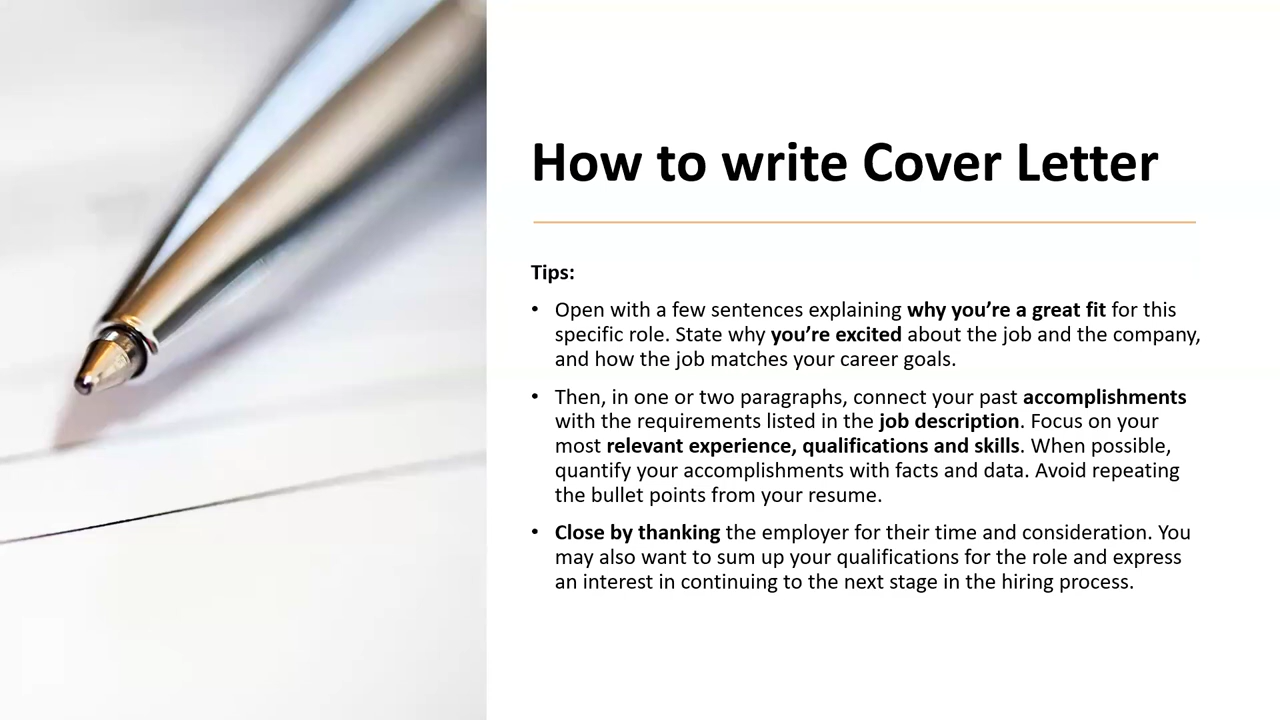 How to write Cover Letter
Tips:
• Open with a few sentences explaining why you’re a great fit for this
specific role. State why you’re excited about the job and the company,
and how the job matches your career goals.
• Then, in one or two paragraphs, connect your past accomplishments
with the requirements listed in the job description. Focus on your
most relevant experience, qualifications and skills. When possible,
quantify your accomplishments with facts and data. Avoid repeating
the bullet points from your resume.
• Close by thanking the employer for their time and consideration. You
may also want to sum up your qualifications for the role and express
an interest in continuing to the next stage in the hiring process.